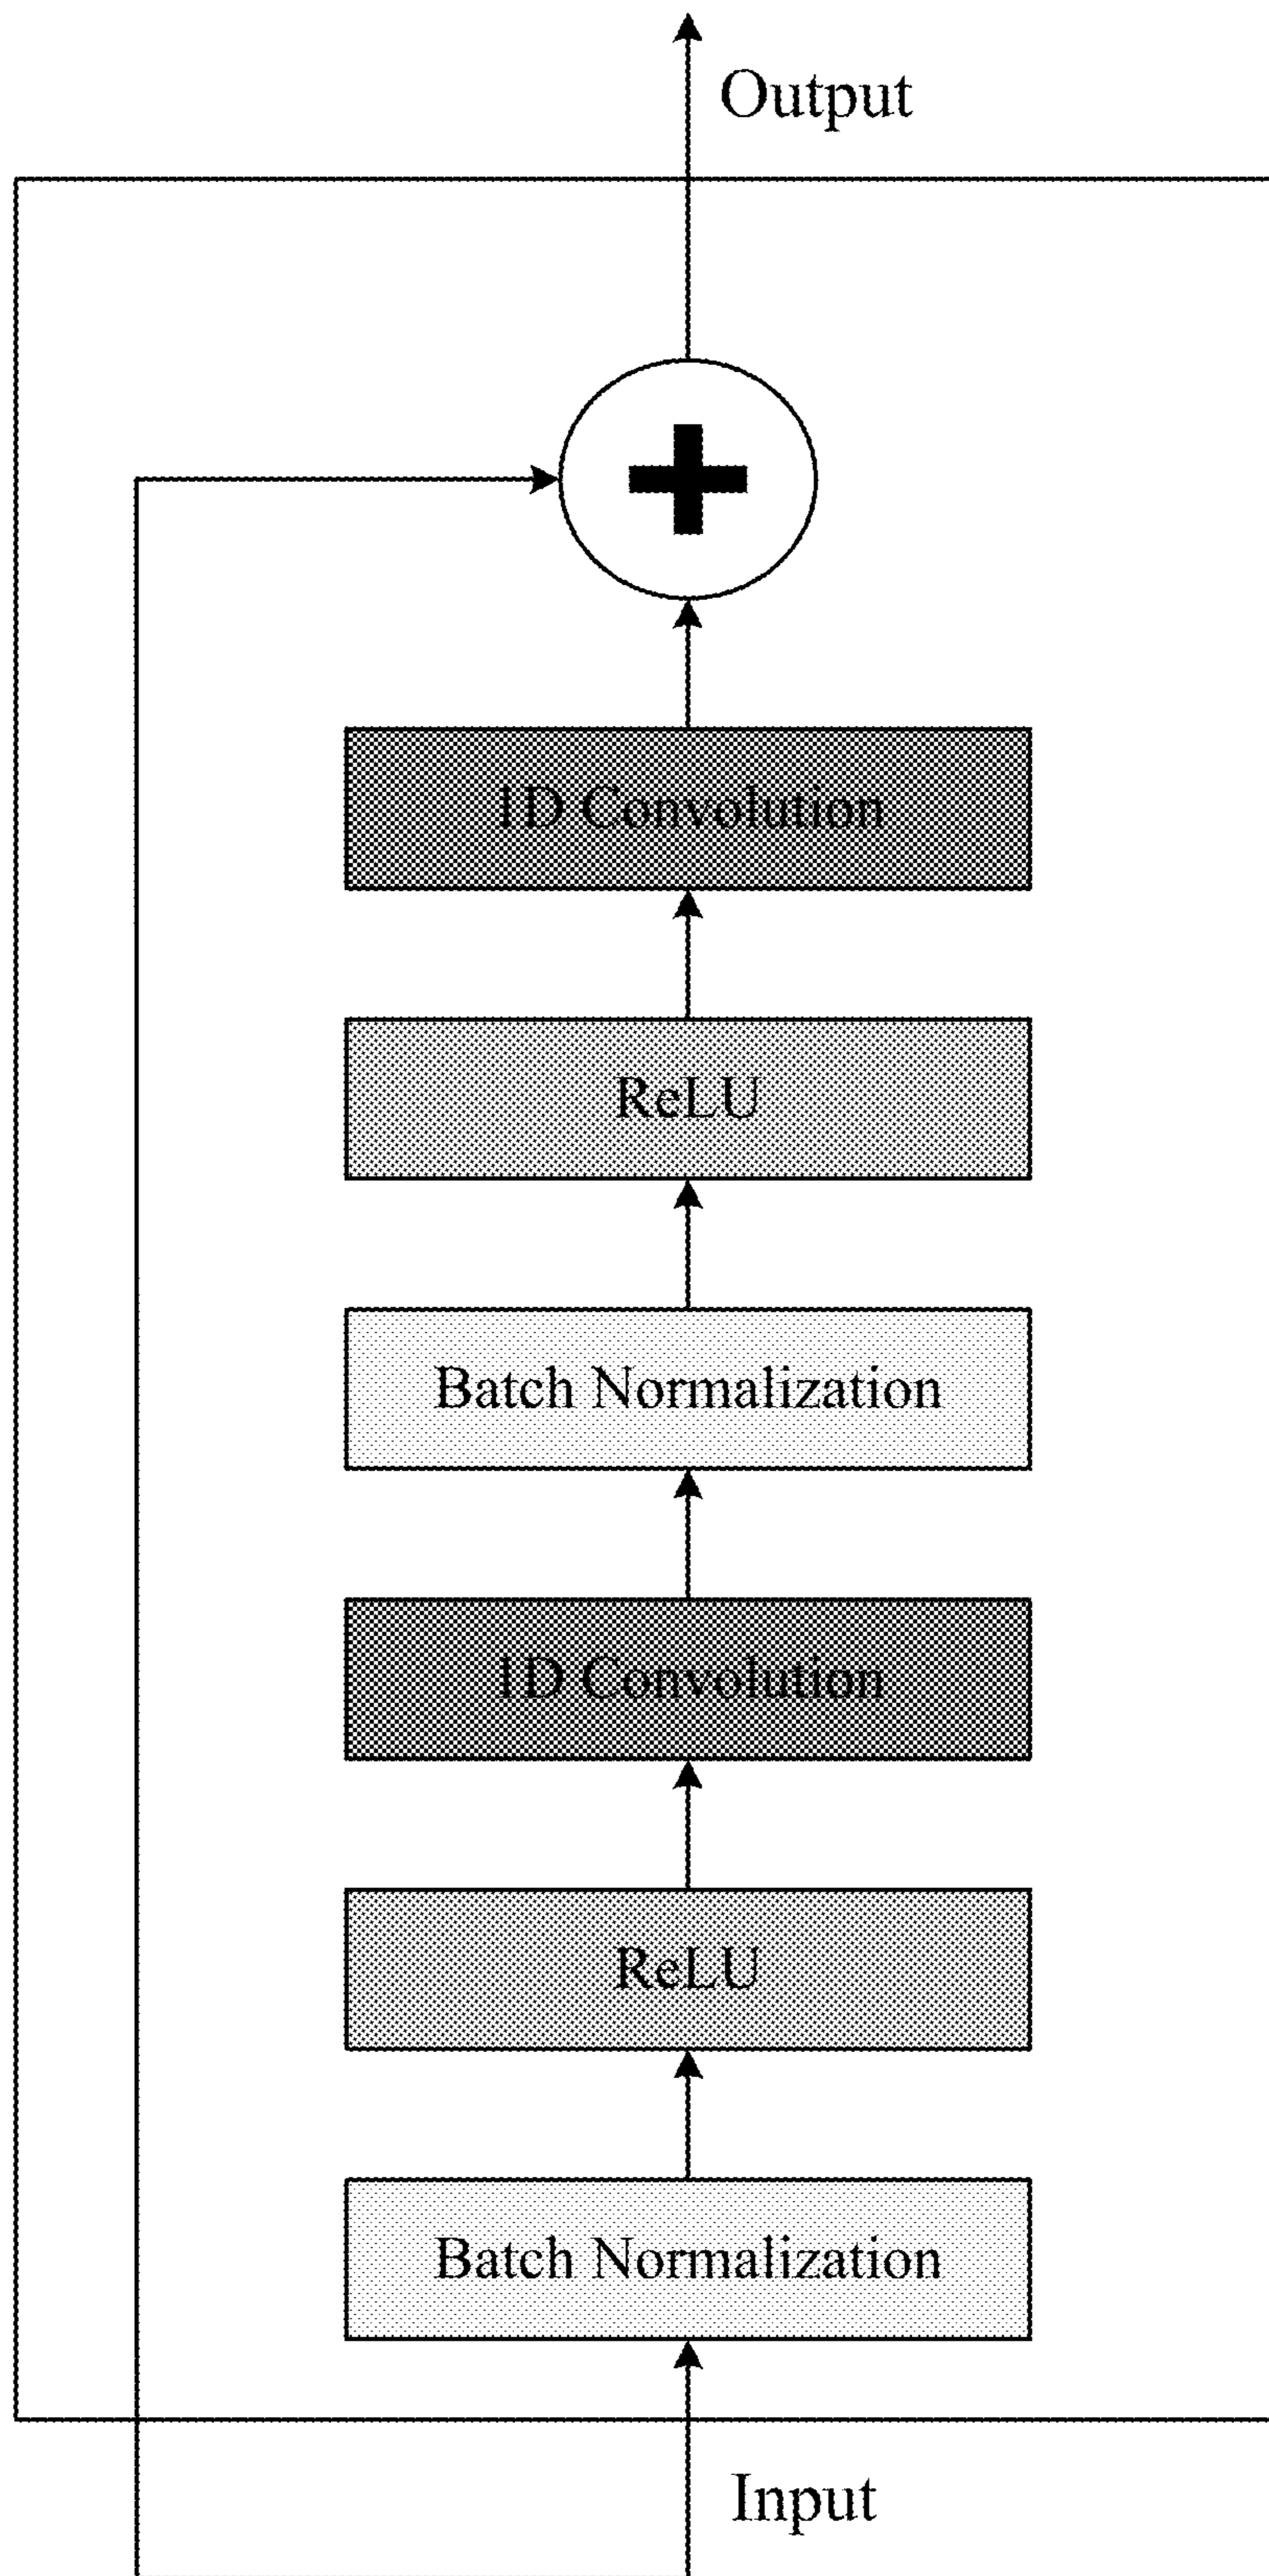 Output
1D Convolution
ReLU
Batch Normalization
1D Convolution
ReLU
Batch Normalization
Input